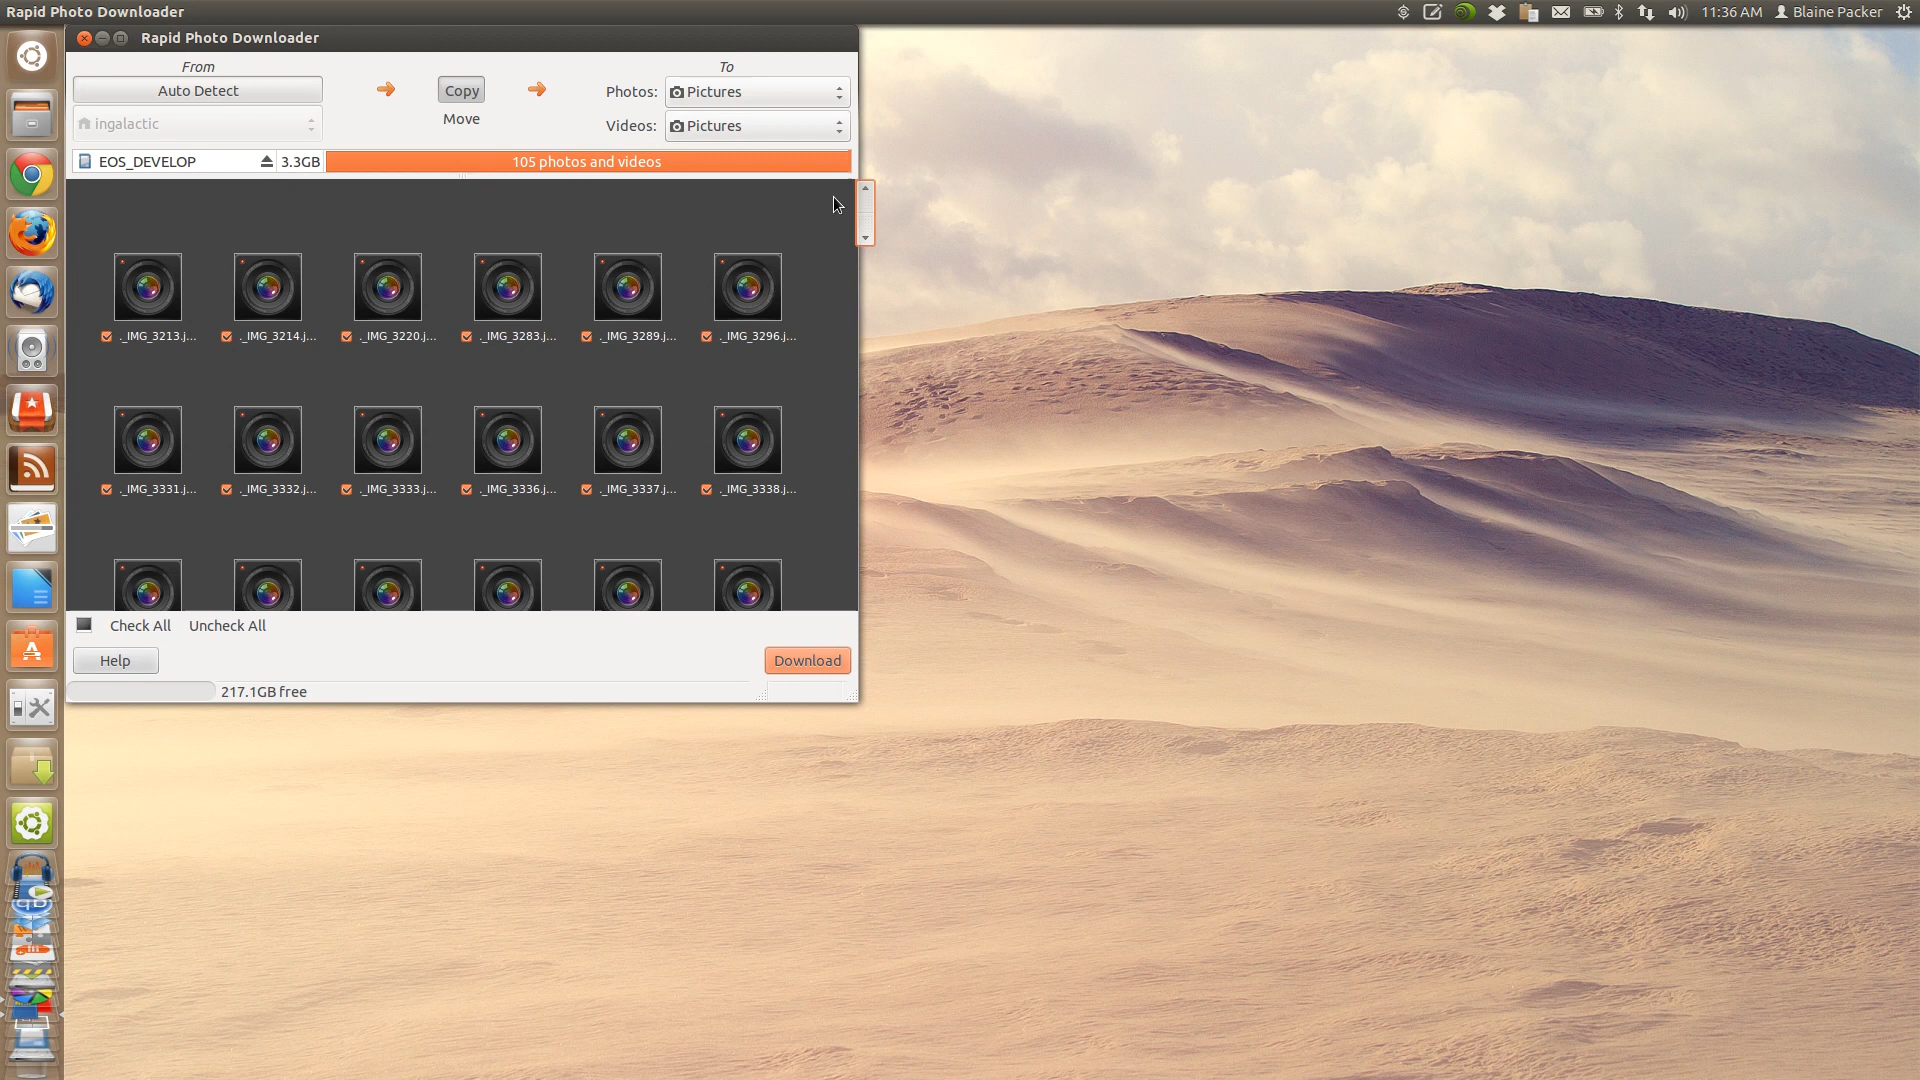 Rapid Photo Downloader
11:36 AM Blaine Packer
Rapid Photo Downloader
From
To
Auto Detect
Copy
Photos: Pictures
ingalactic
Move
Videos: Pictures
EOS_DEVELOP 3.3GB 105 photos and videos
._IMG_3213.j... ._IMG_3214.j... ._IMG_3220.j... ._IMG_3283.j... ._IMG_3289.j... ._IMG_3296.j...
._IMG_3331.j... ._IMG_3332.j... ._IMG_3333.j... ._IMG_3336.j... ._IMG_3337.j... ._IMG_3338.j...
Check All Uncheck All
Help Download
217.1GB free